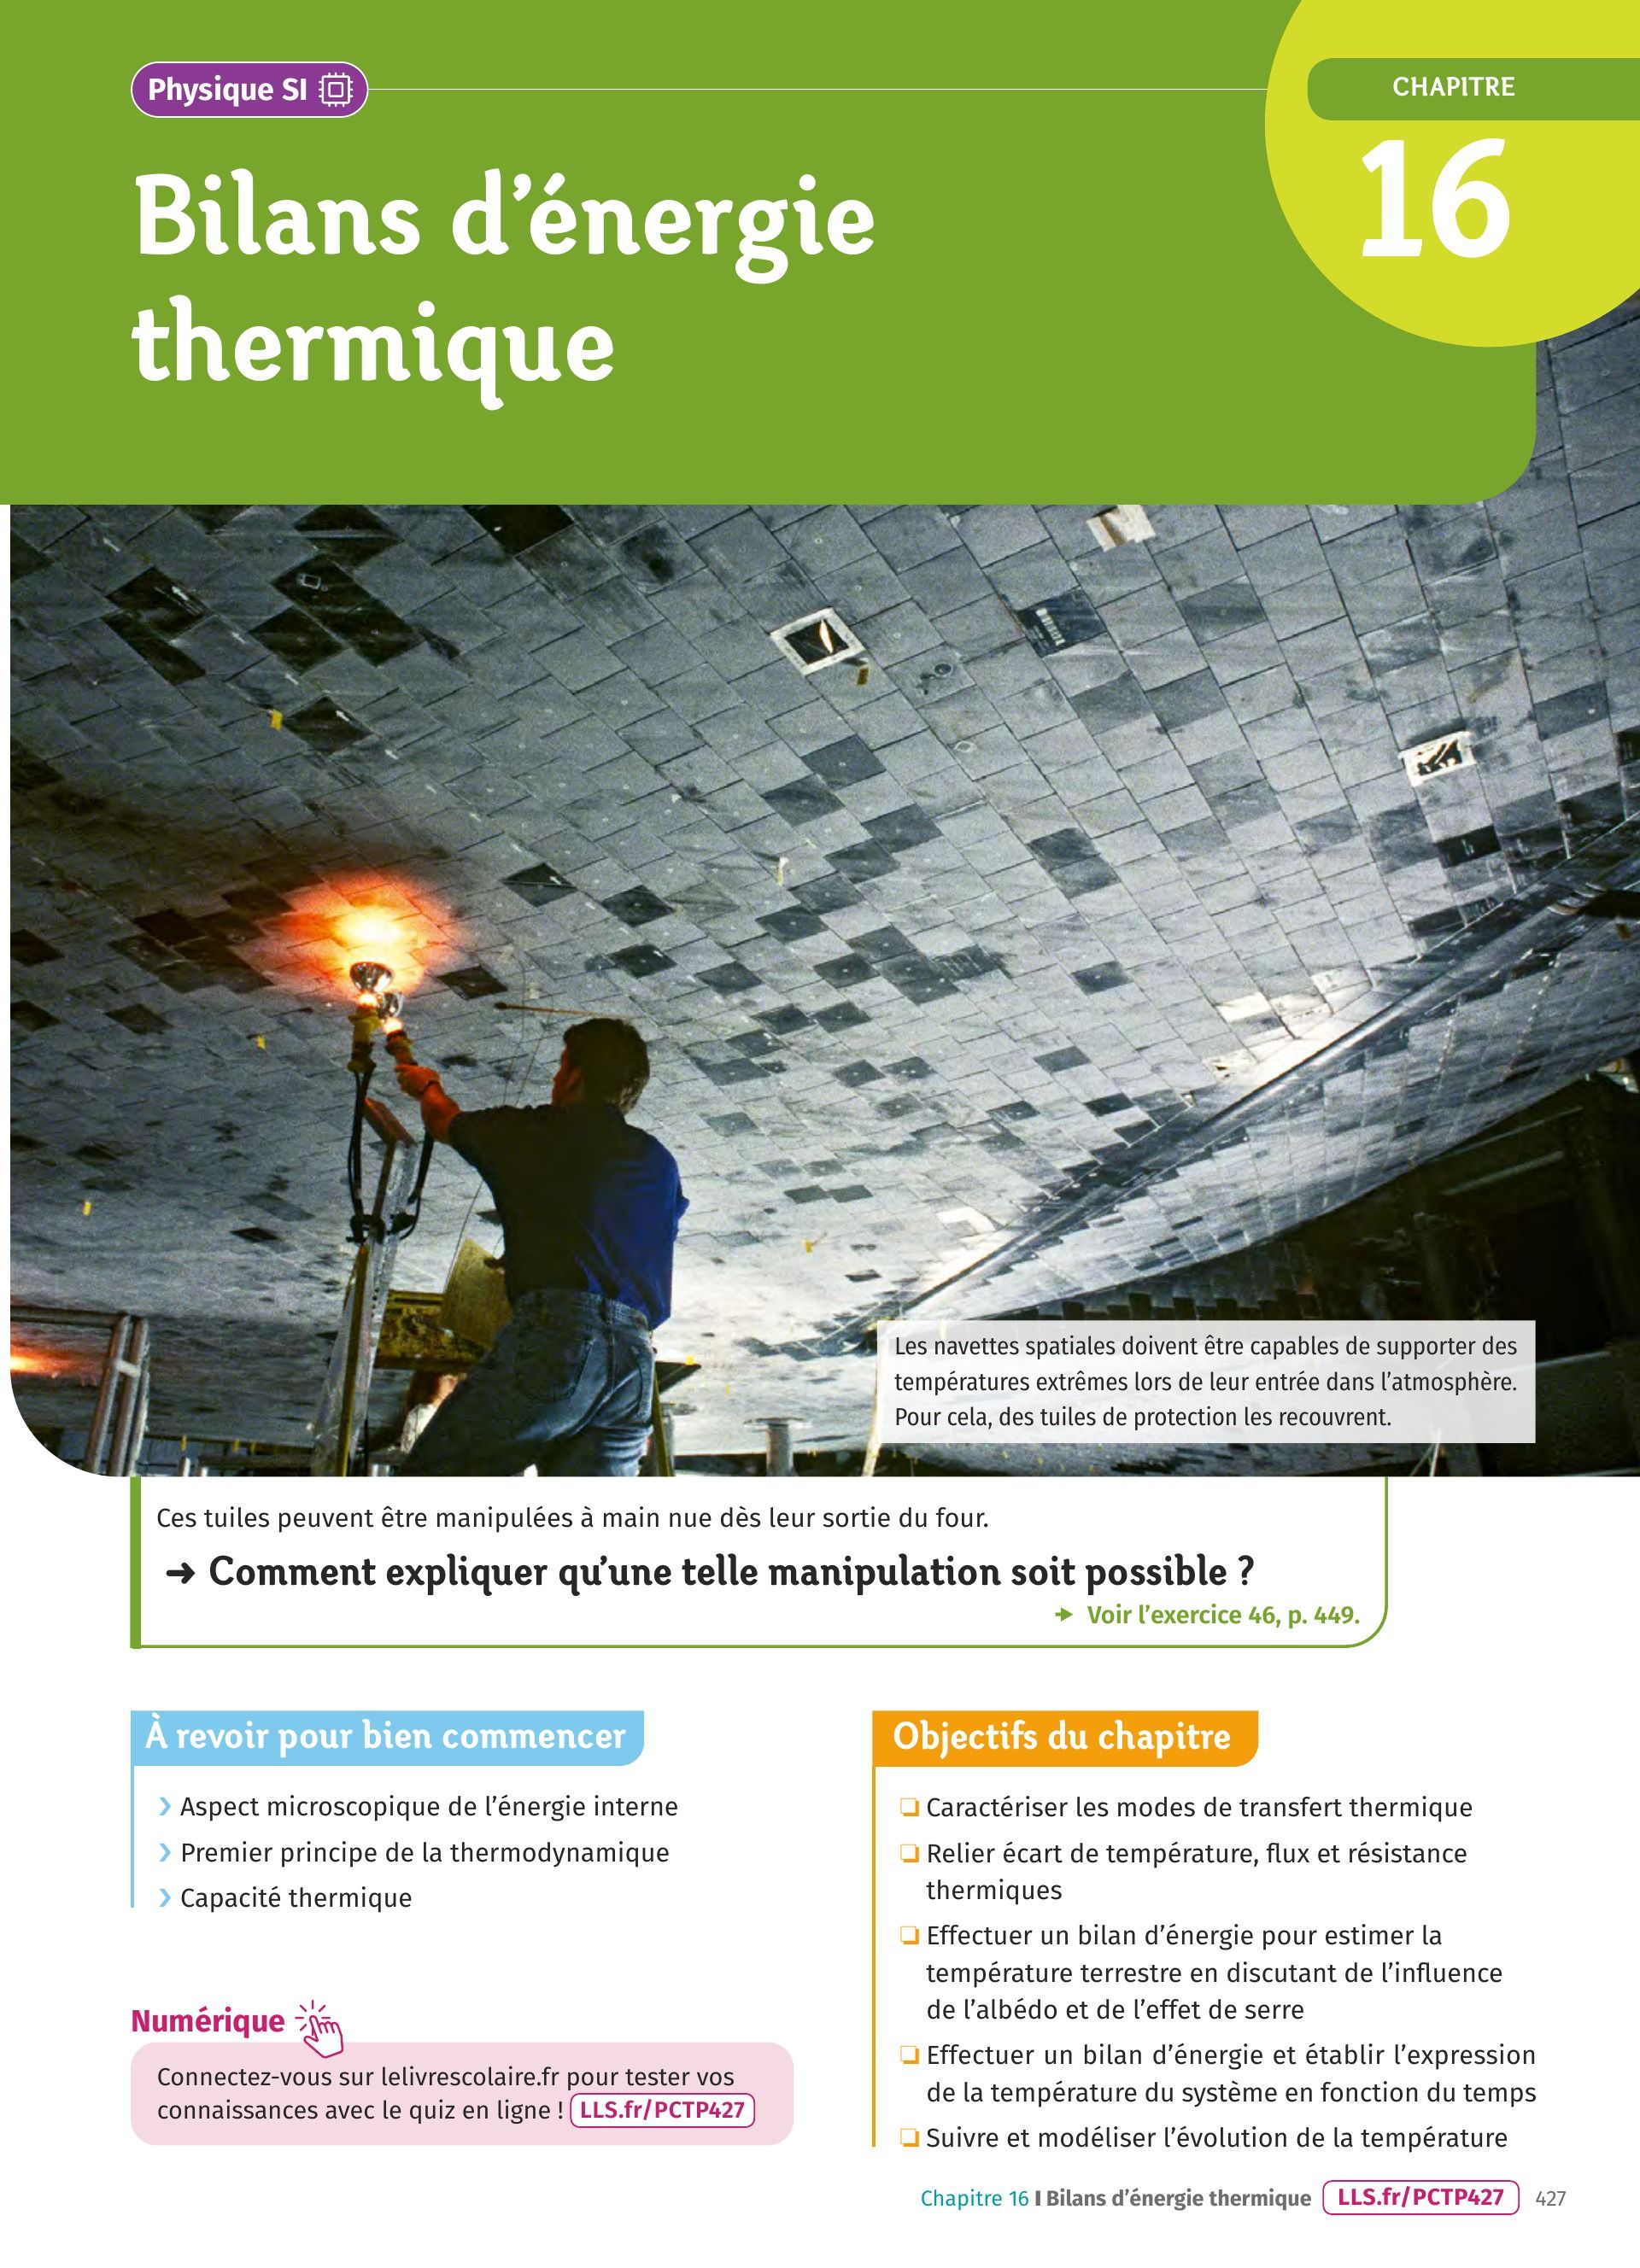 Physique SI
CHAPITRE
16
Bilans d’énergie
thermique
Les navettes spatiales doivent être capables de supporter des
températures extrêmes lors de leur entrée dans l’atmosphère.
Pour cela, des tuiles de protection les recouvrent.
Ces tuiles peuvent être manipulées à main nue dès leur sortie du four.
➜ Comment expliquer qu’une telle manipulation soit possible ?
Voir l’exercice 46, p. 449.
À revoir pour bien commencer
Aspect microscopique de l’énergie interne
Premier principe de la thermodynamique
Capacité thermique
Numérique
Connectez-vous sur lelivrescolaire.fr pour tester vos
connaissances avec le quiz en ligne ! LLS.fr/PCTP427
Objectifs du chapitre
❏ Caractériser les modes de transfert thermique
❏ Relier écart de température, flux et résistance
thermiques
❏ Effectuer un bilan d’énergie pour estimer la
température terrestre en discutant de l’influence
de l’albédo et de l’effet de serre
❏ Effectuer un bilan d’énergie et établir l’expression
de la température du système en fonction du temps
❏ Suivre et modéliser l’évolution de la température
Chapitre 16 I Bilans d’énergie thermique LLS.fr/PCTP427 427